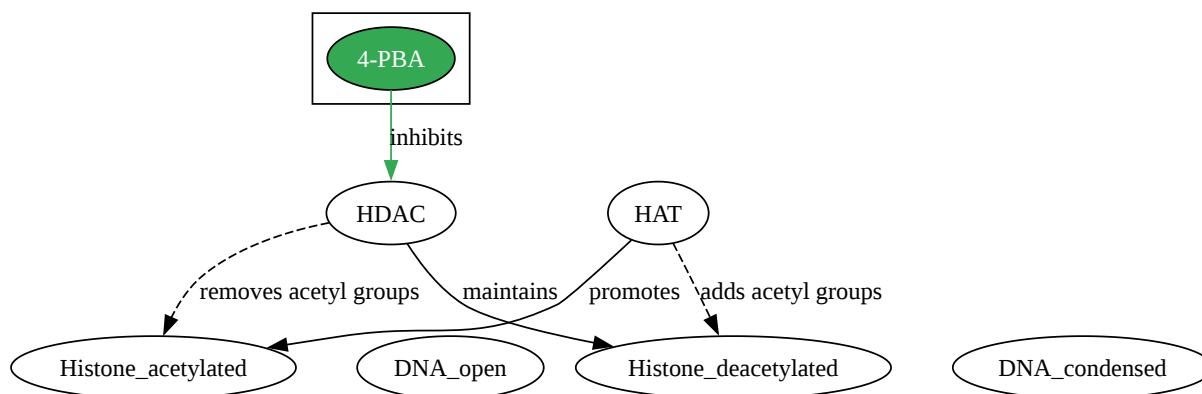 4-PBA
inhibits
HDAC
HAT
removes acetyl groups
maintains
promotes
adds acetyl groups
Histone_acetylated
DNA_open
Histone_deacetylated
DNA_condensed